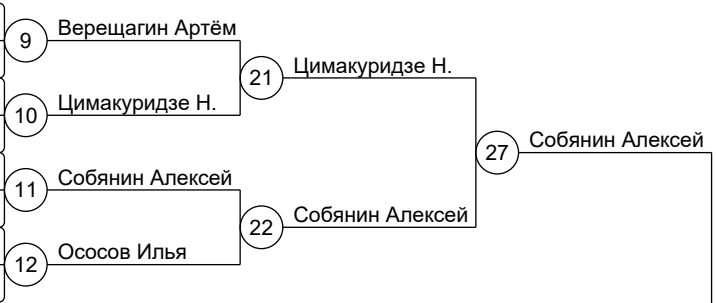 9
Верещагин Артём
21
Цимакуридзе Н.
10
Цимакуридзе Н.
27
Собянин Алексей
11
Собянин Алексей
22
Собянин Алексей
12
Ососов Илья